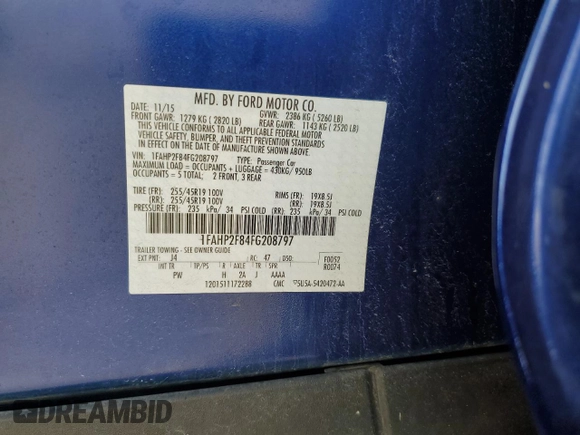 MFD. BY FORD MOTOR CO.
DATE: 11/15 GVWR: 2386 KG ( 5260 LB)
FRONT GAWR: 1279 KG ( 2820 LB) REAR GAWR: 1143 KG ( 2520 LB)
THIS VEHICLE CONFORMS TO ALL APPLICABLE FEDERAL MOTOR
VEHICLE SAFETY, BUMPER, AND THEFT PREVENTION STANDARDS
IN EFFECT ON THE DATE OF MANUFACTURE SHOWN ABOVE.
VIN: 1FAHP2F84FG208797 TYPE: Passenger Car
MAXIMUM LOAD = OCCUPANTS + LUGGAGE = 430KG/ 950LB
OCCUPANTS = 5 TOTAL. 2 FRONT, 3 REAR
TIRE (FR): 255/45R19 100V RIMS (FR): 19X8.5J
(RR): 255/45R19 100V (RR): 19X8.5J
PRESSURE (FR): 235 kPa/ 34 PSI COLD (RR) 235 kPa/ 34 PSI COLD
1FAHP2F84FG208797
TRAILER TOWING - SEE OWNER GUIDE
EXT PNT: J4 RC: 47 DSO: F0052
R0074
INT TR TP/PS R AXLE TR SPR
PW H 2A J AAAA
1201511172288 CMC 5U5A-5420472-AA
DREAMBID